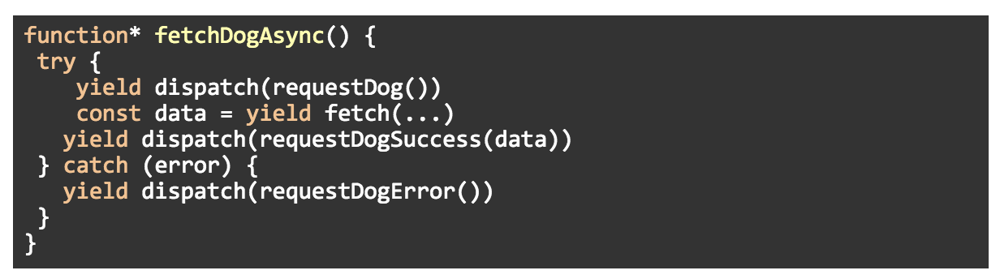 function* fetchDogAsync() {
 try {
    yield dispatch(requestDog())
    const data = yield fetch(...)
   yield dispatch(requestDogSuccess(data))
 } catch (error) {
   yield dispatch(requestDogError())
 }
}